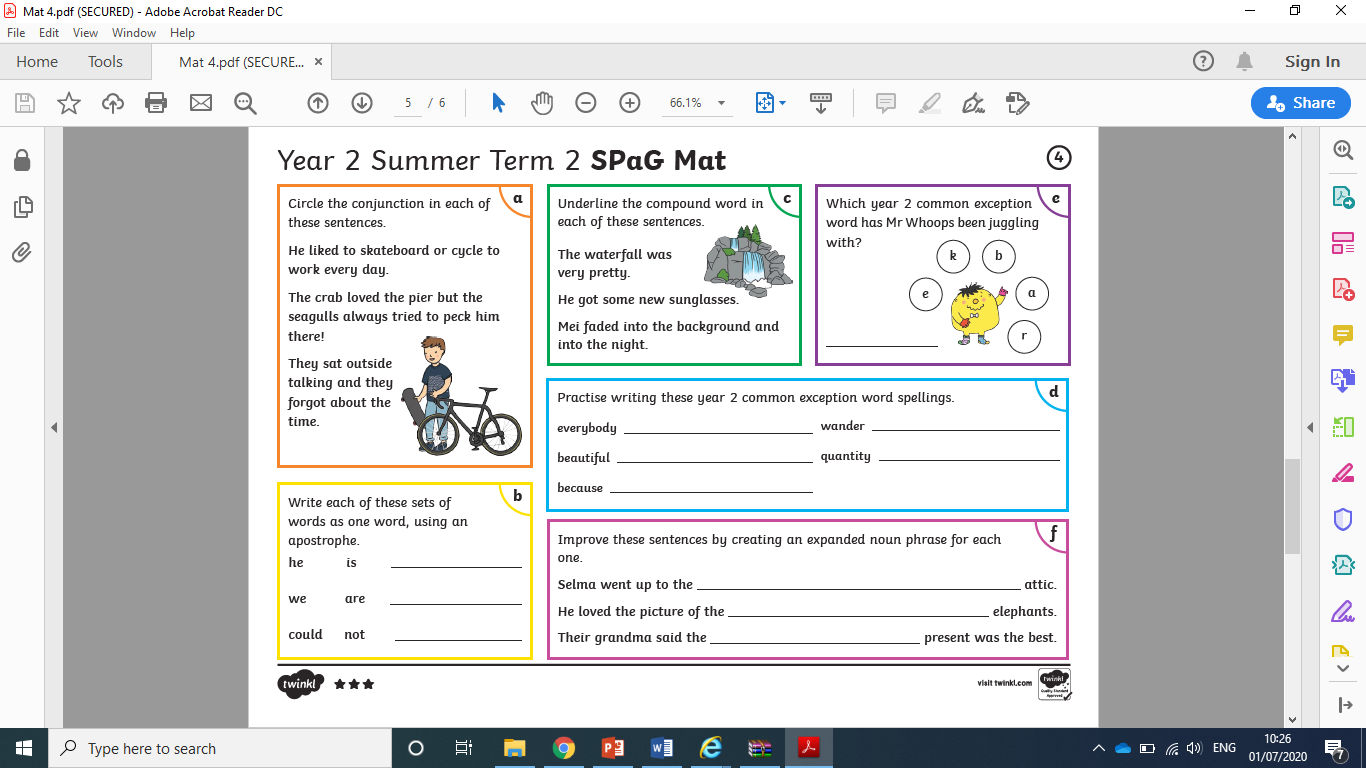 Mat 4.pdf (SECURED) - Adobe Acrobat Reader DC
File Edit View Window Help
Home Tools Mat 4.pdf (SECURE... × Sign In
5 / 6 66.1% Share
Year 2 Summer Term 2 SPaG Mat 4
a
Circle the conjunction in each of
these sentences.
He liked to skateboard or cycle to
work every day.
The crab loved the pier but the
seagulls always tried to peck him
there!
They sat outside
talking and they
forgot about the
time.
b
Write each of these sets of
words as one word, using an
apostrophe.
he is
we are
could not
c
Underline the compound word in
each of these sentences.
The waterfall was
very pretty.
He got some new sunglasses.
Mei faded into the background and
into the night.
e
Which year 2 common exception
word has Mr Whoops been juggling
with?
k b
e a
r
d
Practise writing these year 2 common exception word spellings.
everybody wander
beautiful quantity
because
f
Improve these sentences by creating an expanded noun phrase for each
one.
Selma went up to the attic.
He loved the picture of the elephants.
Their grandma said the present was the best.
twinkl visit twinkl.com twinkl
Quality Standard
Approved
Type here to search ENG 10:26
01/07/2020 7